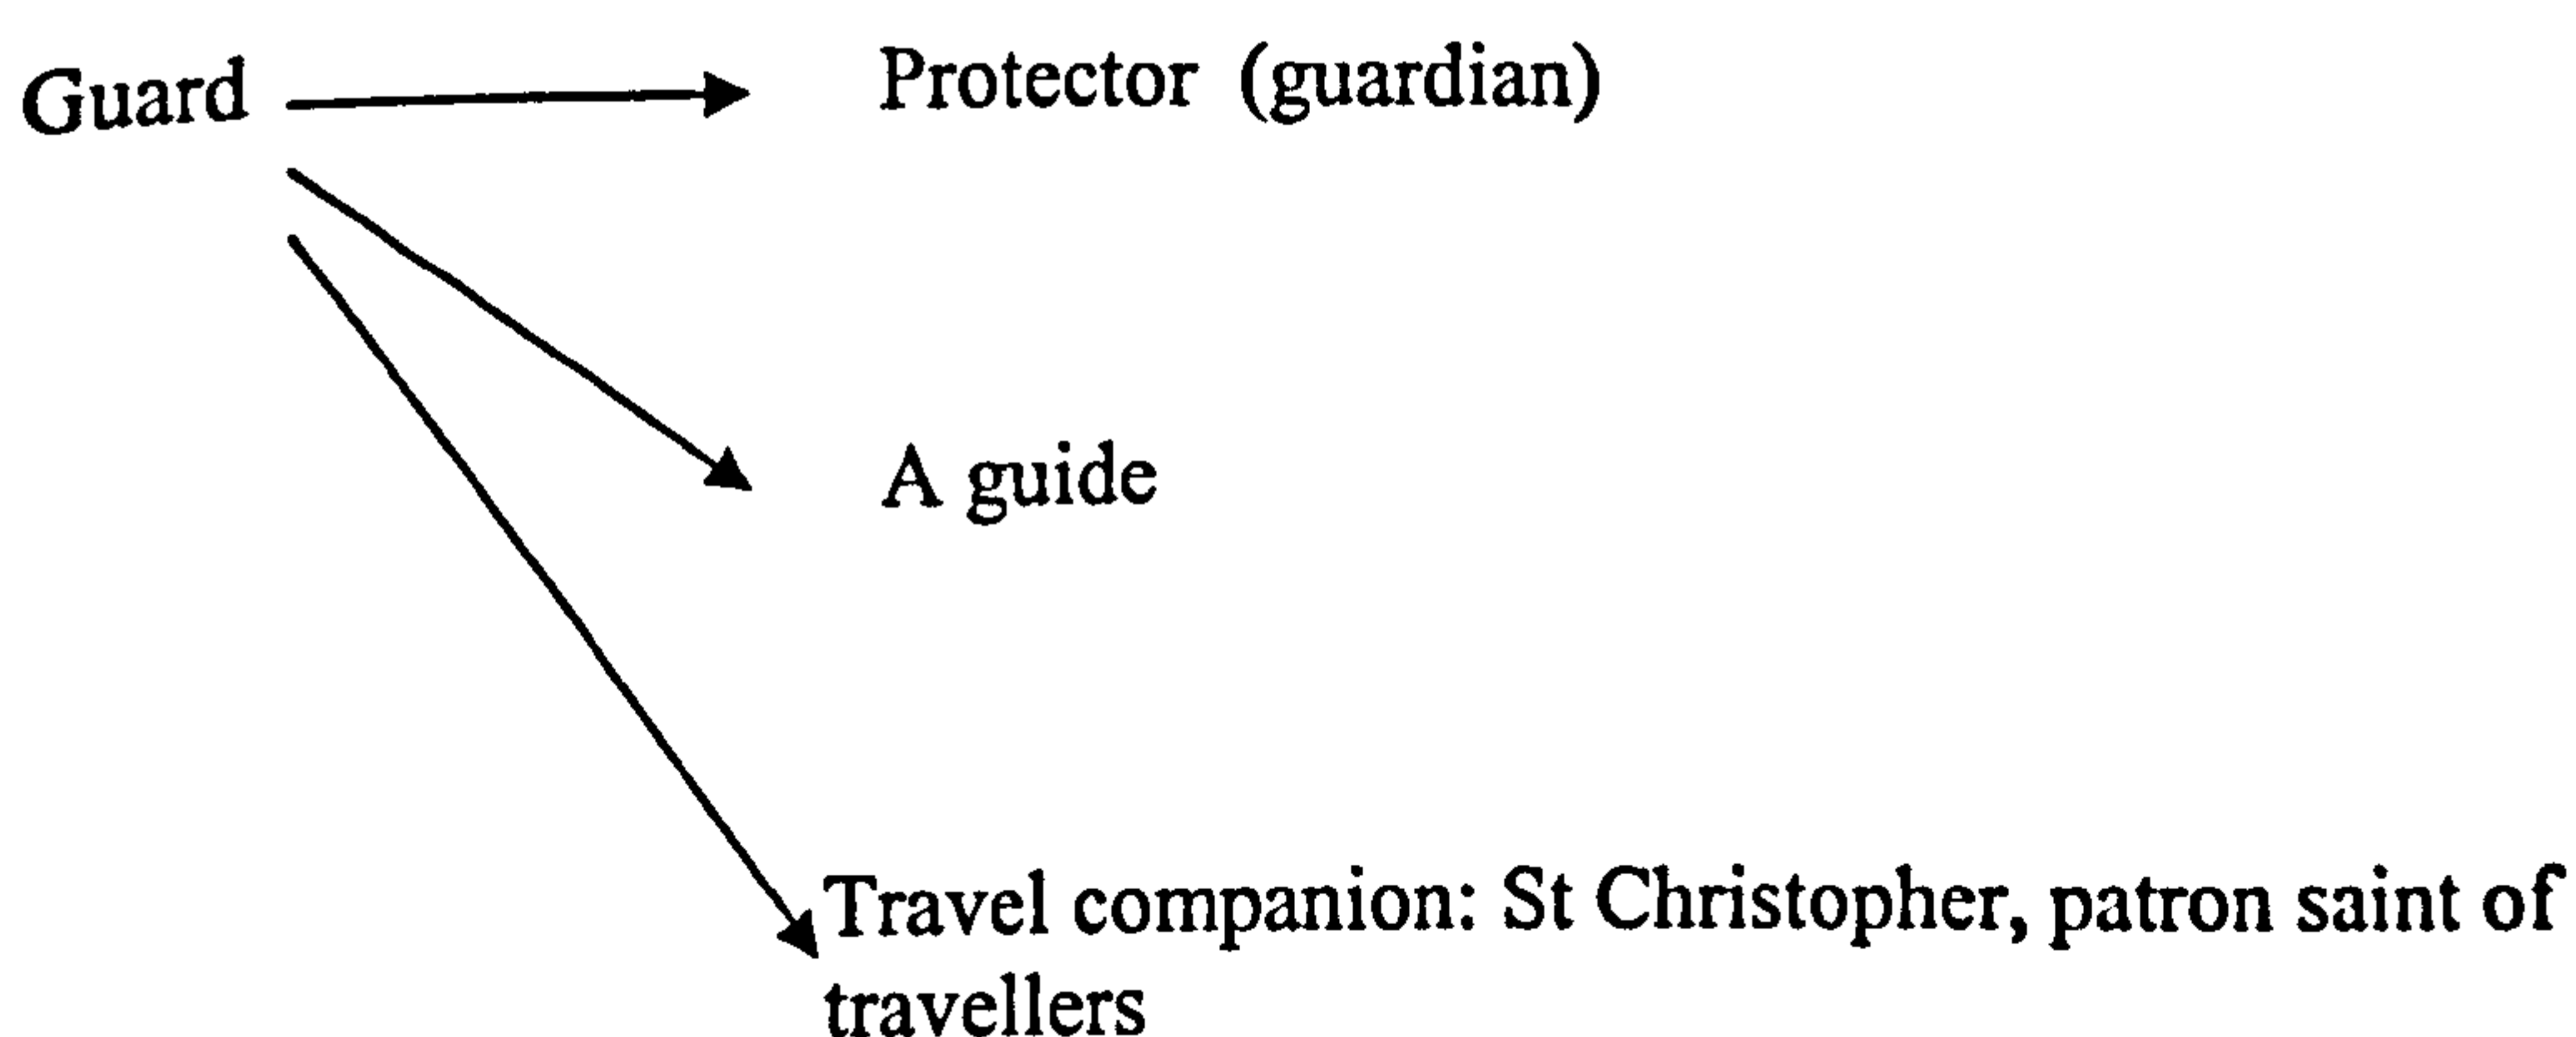 Guard
Protector (guardian)
A guide
Travel companion: St Christopher, patron saint of
travellers